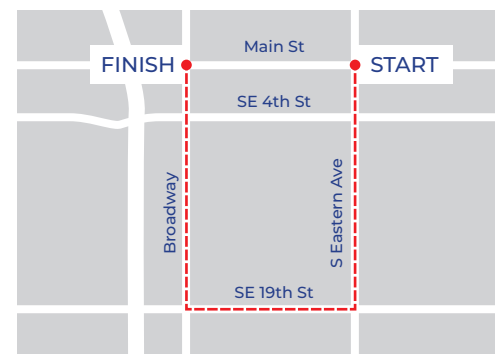 Main St
FINISH
START
SE 4th St
Broadway
S Eastern Ave
SE 19th St